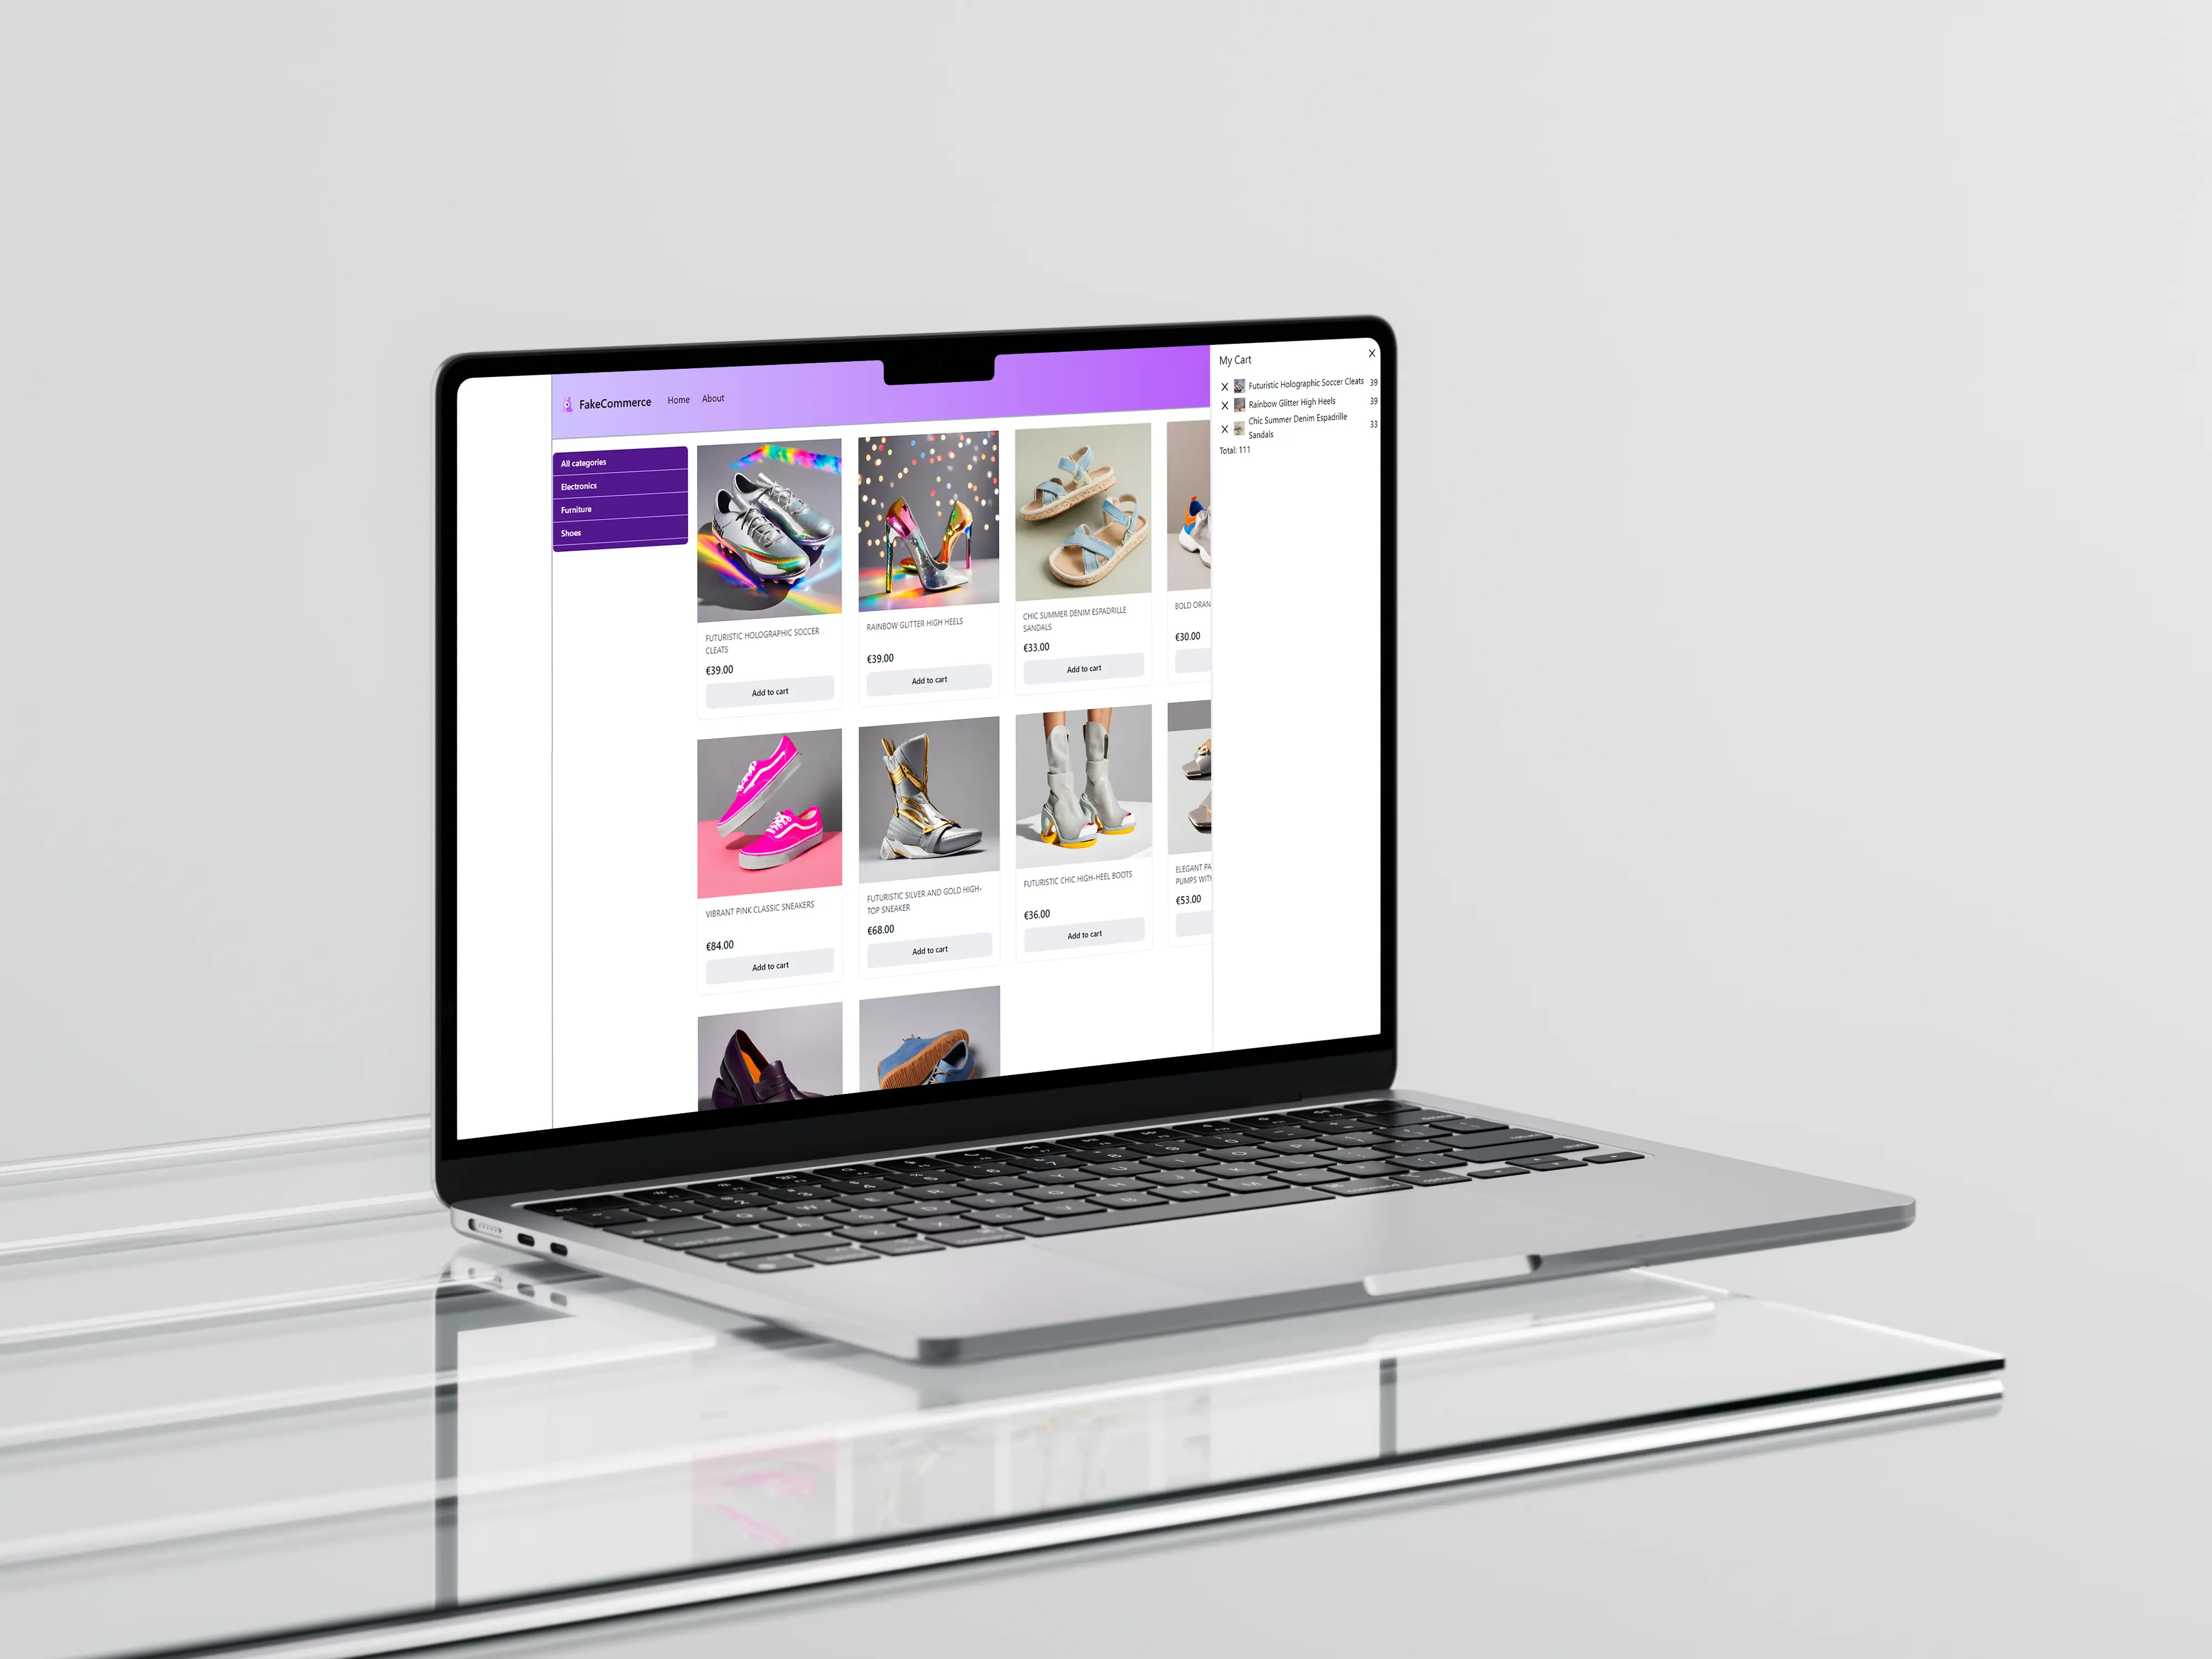 FakeCommerce
Home
About
All categories
Electronics
Furniture
Shoes
FUTURISTIC HOLOGRAPHIC SOCCER
CLEATS
€39.00
Add to cart
RAINBOW GLITTER HIGH HEELS
€39.00
Add to cart
CHIC SUMMER DENIM ESPADRILLE
SANDALS
€33.00
Add to cart
BOLD ORAN
€30.00
VIBRANT PINK CLASSIC SNEAKERS
€84.00
Add to cart
FUTURISTIC SILVER AND GOLD HIGH-
TOP SNEAKER
€68.00
Add to cart
FUTURISTIC CHIC HIGH-HEEL BOOTS
€36.00
Add to cart
ELEGANT PA
PUMPS WITH
€53.00
My Cart
X
X Futuristic Holographic Soccer Cleats 39
X Rainbow Glitter High Heels 39
X Chic Summer Denim Espadrille
Sandals 33
Total: 111